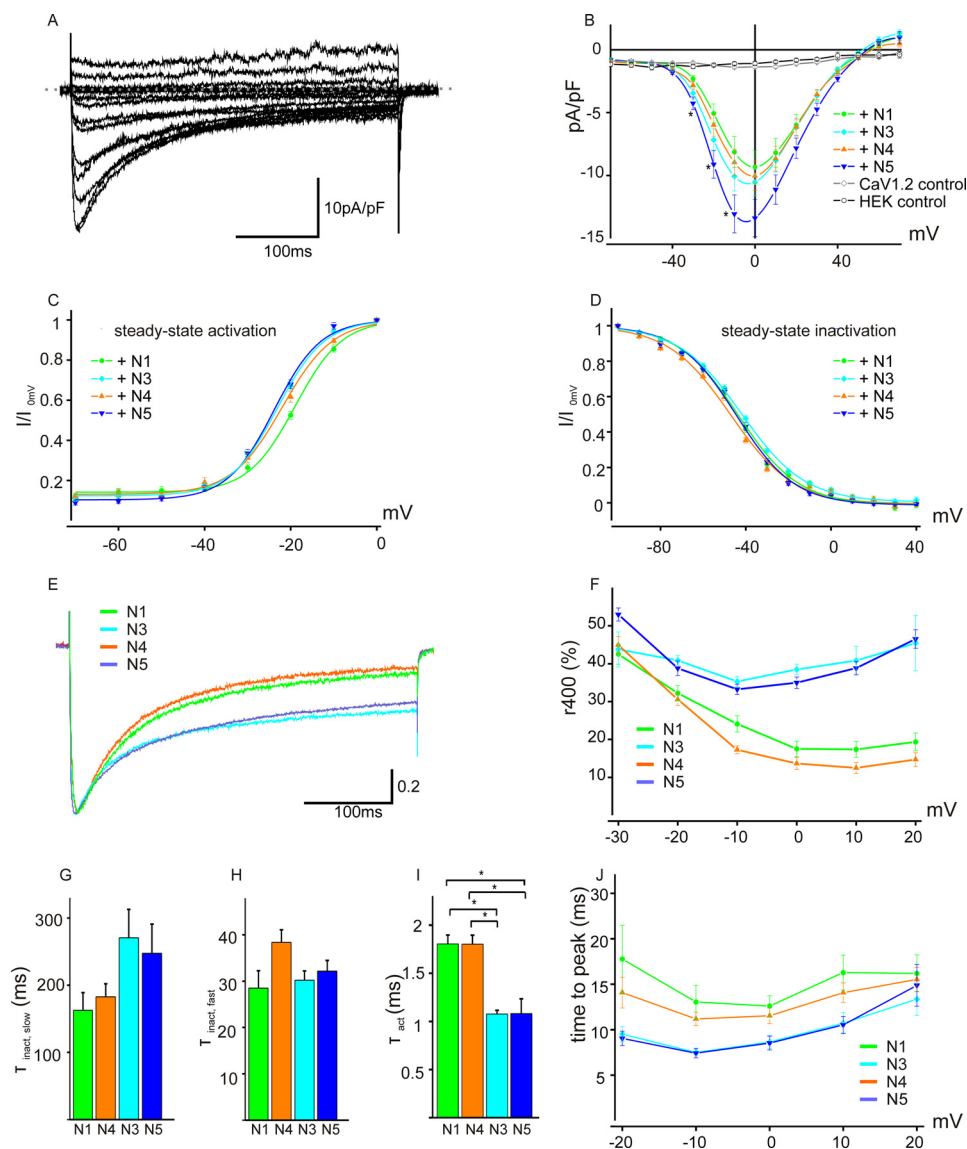 A
10pA/pF
100ms
B
0
-5
-10
-15
pA/pF
-40
0
40
mV
*
*
*
+ N1
+ N3
+ N4
+ N5
CaV1.2 control
HEK control
C
steady-state activation
+ N1
+ N3
+ N4
+ N5
1
0.8
0.6
0.4
0.2
I/I 0mV
-60
-40
-20
0
mV
D
steady-state inactivation
+ N1
+ N3
+ N4
+ N5
1
0.8
0.6
0.4
0.2
0
I/I 0mV
-80
-40
0
40
mV
E
N1
N3
N4
N5
0.2
100ms
F
50
40
30
20
10
r400 (%)
N1
N3
N4
N5
-30
-20
-10
0
10
20
mV
G
300
200
100
τ inact, slow (ms)
N1 N4 N3 N5
H
40
30
20
10
0
τ inact, fast
N1 N4 N3 N5
I
2
1.5
1
0.5
τ act (ms)
*
*
*
*
N1 N4 N3 N5
J
30
15
10
5
time to peak (ms)
N1
N3
N4
N5
-20
-10
0
10
20
mV